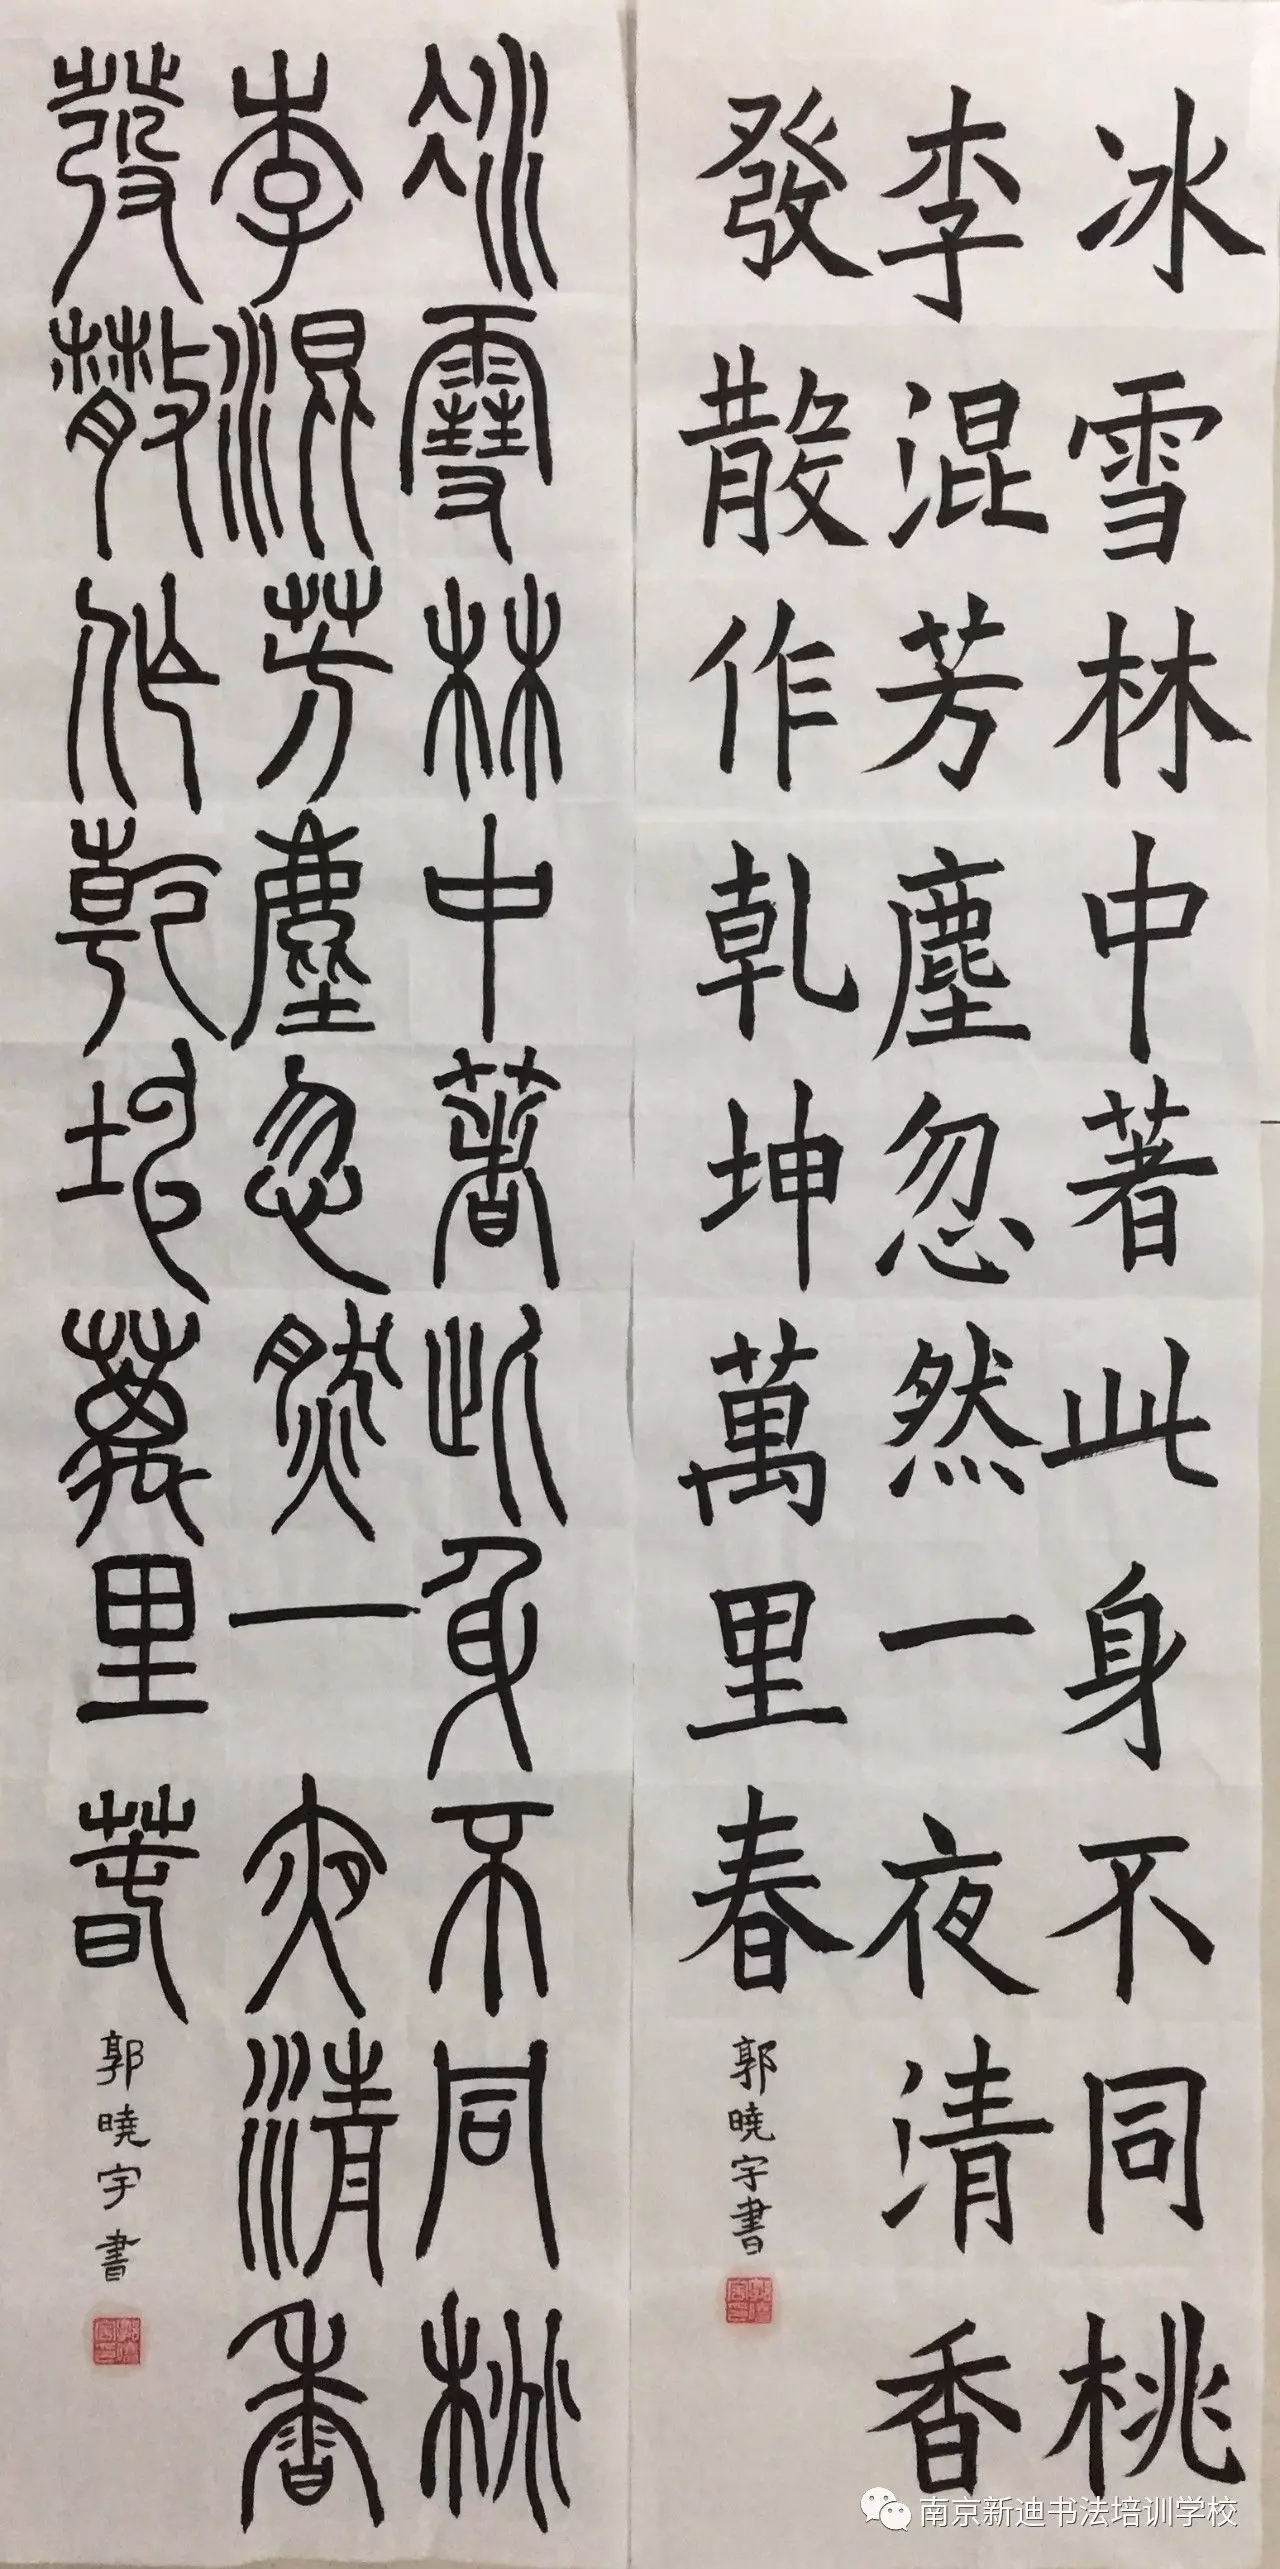 冰雪林中著此身不同桃
李混芳塵忽然一夜清香
發散作乾坤萬里春
郭曉宇書
冰雪林中著此身不同桃
李混芳塵忽然一夜清香
發散作乾坤萬里春
郭曉宇書
南京新迪书法培训学校